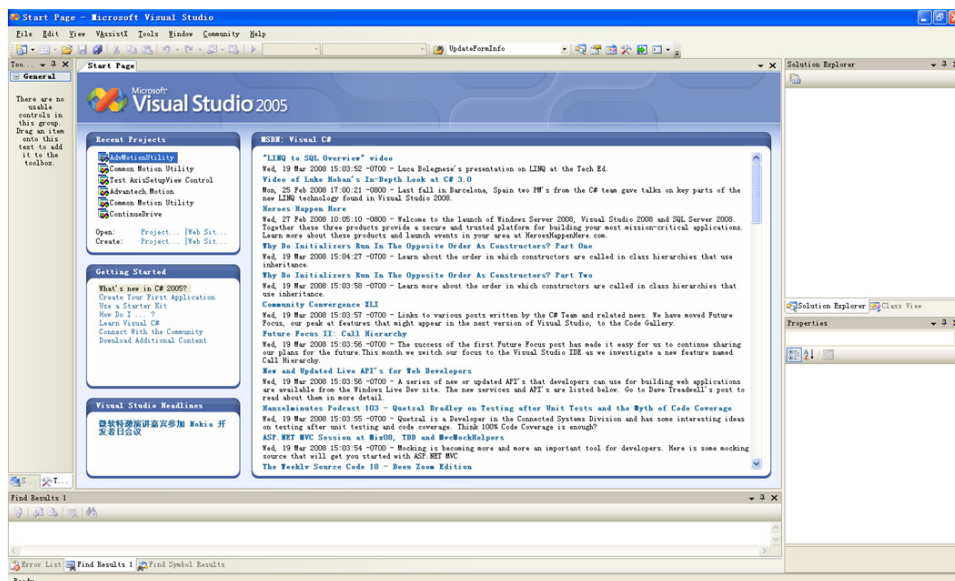 Start Page - Microsoft Visual Studio
File Edit View VAssistX Tools Window Community Help
UpdateFormInfo
Too...
General
There are no
usable
controls in
this group.
Drag an item
onto this
text to add
it to the
toolbox.
S... T...
Start Page
Microsoft
Visual Studio 2005
Recent Projects
AdvMotionUtility
Common Motion Utility
Test AxisSetupView Control
Advantech.Motion
Common Motion Utility
ContinueDrive
Open: Project... |Web Sit...
Create: Project... |Web Sit...
Getting Started
What's new in C# 2005?
Create Your First Application
Use a Starter Kit
How Do I ... ?
Learn Visual C#
Connect With the Community
Download Additional Content
Visual Studio Headlines
微软特邀演讲嘉宾参加 Nokia 开
发者日会议
MSDN: Visual C#
"LINQ to SQL Overview" video
Wed, 19 Mar 2008 15:03:52 -0700 - Luca Bolognese's presentation on LINQ at the Tech Ed.
Video of Luke Hoban's In-Depth Look at C# 3.0
Mon, 25 Feb 2008 17:00:21 -0800 - Last fall in Barcelona, Spain two PM's from the C# team gave talks on key parts of the
new LINQ technology found in Visual Studio 2008.
Heroes Happen Here
Wed, 27 Feb 2008 10:05:10 -0800 - Welcome to the launch of Windows Server 2008, Visual Studio 2008 and SQL Server 2008.
Together these three products provide a secure and trusted platform for building your most mission-critical applications.
Learn more about these products and launch events in your area at HeroesHappenHere.com.
Why Do Initializers Run In The Opposite Order As Constructors? Part One
Wed, 19 Mar 2008 15:04:27 -0700 - Learn about the order in which constructors are called in class hierarchies that use
inheritance.
Why Do Initializers Run In The Opposite Order As Constructors? Part Two
Wed, 19 Mar 2008 15:03:58 -0700 - Learn more about the order in which constructors are called in class hierarchies that
use inheritance.
Community Convergence XLI
Wed, 19 Mar 2008 15:03:57 -0700 - Links to various posts written by the C# Team and related news. We have moved Future
Focus, our peak at features that might appear in the next version of Visual Studio, to the Code Gallery.
Future Focus II: Call Hierarchy
Wed, 19 Mar 2008 15:03:56 -0700 - The success of the first Future Focus post has made it easy for us to continue sharing
our plans for the future.This month we switch our focus to the Visual Studio IDE as we investigate a new feature named
Call Hierarchy.
New and Updated Live API's for Web Developers
Wed, 19 Mar 2008 15:03:56 -0700 - A series of new or updated API's that developers can use for building web applications
are available from the Windows Live Dev site. The new services and API's are listed below. Go to Dave Treadwell's post to
read about them in more detail.
Hanselminutes Podcast 103 - Quetzal Bradley on Testing after Unit Tests and the Myth of Code Coverage
Wed, 19 Mar 2008 15:03:55 -0700 - Quetzal is a Developer in the Connected Systems Division and has some interesting ideas
on testing after unit testing and code coverage. Think 100% Code Coverage is enough?
ASP.NET MVC Session at Mix08, TDD and MvcMockHelpers
Wed, 19 Mar 2008 15:03:54 -0700 - Mocking is becoming more and more an important tool for developers. Here is some mocking
source that will get you started with ASP.NET MVC
The Weekly Source Code 18 - Deep Zoom Edition
Solution Explorer
Solution Explorer Class View
Properties
Find Results 1
Error List Find Results 1 Find Symbol Results
Ready